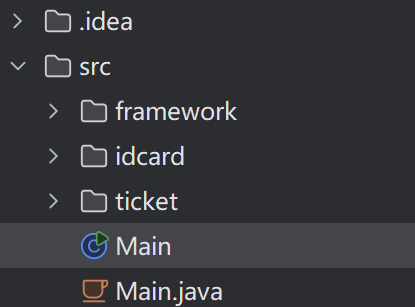 .idea
src
framework
idcard
ticket
Main
Main.java